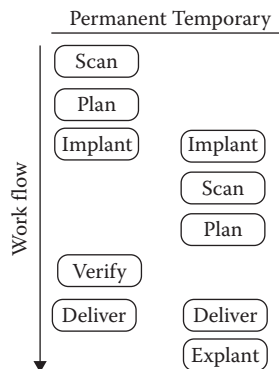 Permanent Temporary
Scan
Plan
Implant Implant
Scan
Plan
Verify
Deliver Deliver
Explant
Work flow